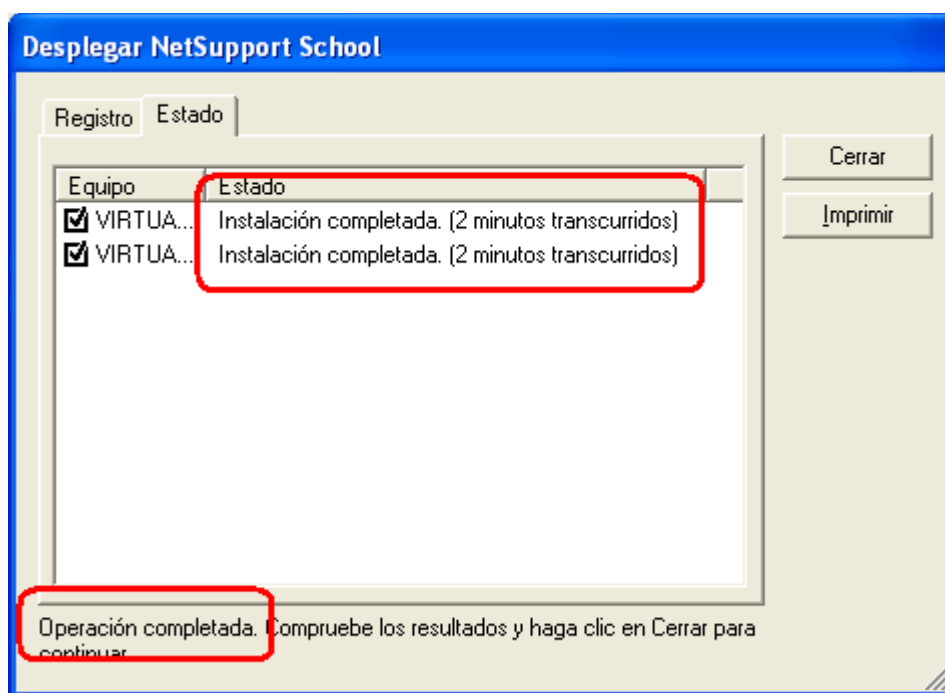 Desplegar NetSupport School
Registro Estado
Cerrar
Equipo Estado
Imprimir
VIRTUA... Instalación completada. (2 minutos transcurridos)
VIRTUA... Instalación completada. (2 minutos transcurridos)
Operación completada. Compruebe los resultados y haga clic en Cerrar para
continuar